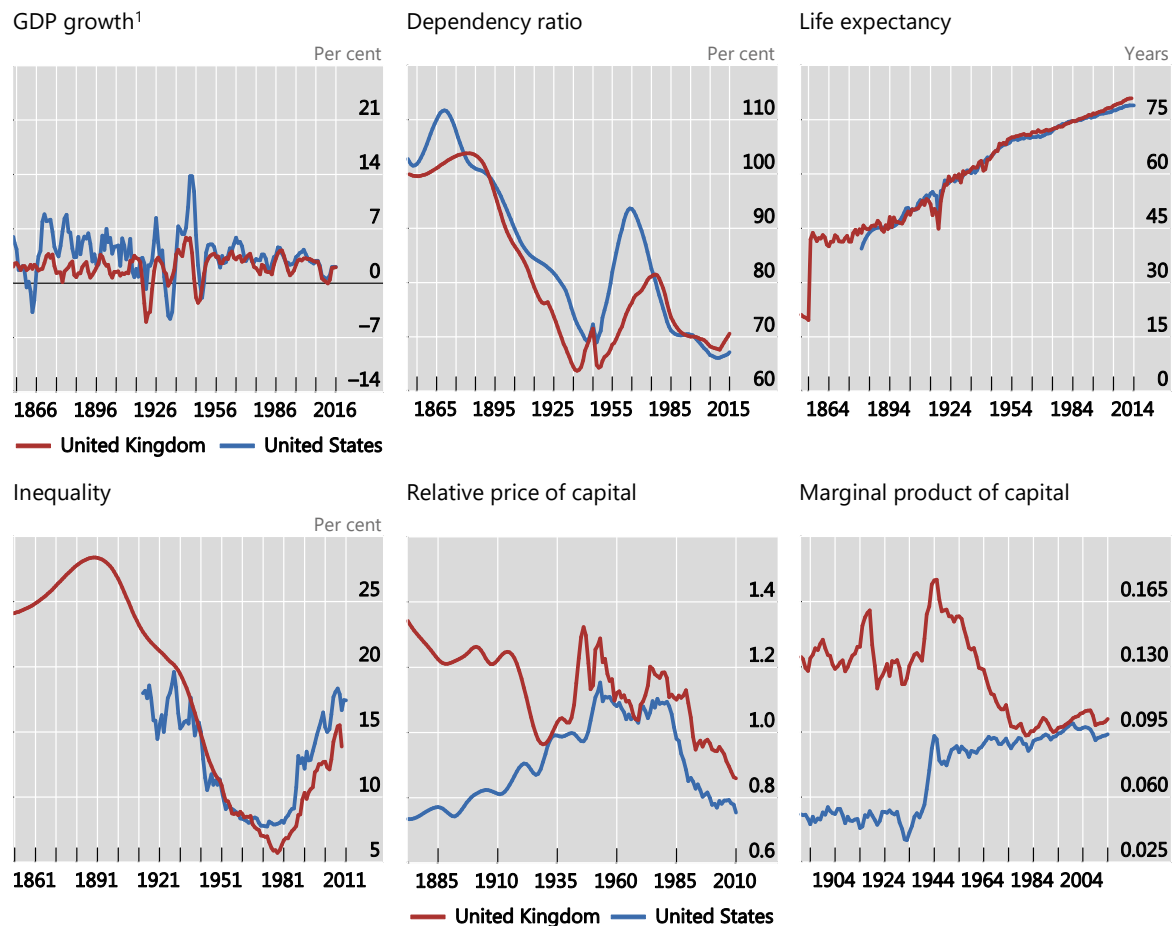 GDP growth1
Per cent
21
14
7
0
–7
–14
1866 1896 1926 1956 1986 2016
Dependency ratio
Per cent
110
100
90
80
70
60
1865 1895 1925 1955 1985 2015
Life expectancy
Years
75
60
45
30
15
0
1864 1894 1924 1954 1984 2014
United Kingdom United States
Inequality
Per cent
25
20
15
10
5
1861 1891 1921 1951 1981 2011
Relative price of capital
1.4
1.2
1.0
0.8
0.6
1885 1910 1935 1960 1985 2010
Marginal product of capital
0.165
0.130
0.095
0.060
0.025
1904 1924 1944 1964 1984 2004
United Kingdom United States